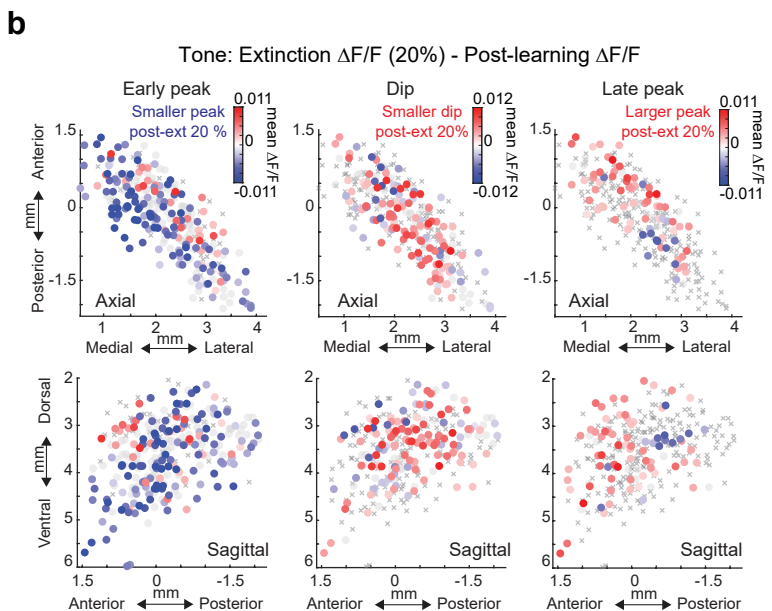 b
Tone: Extinction ΔF/F (20%) - Post-learning ΔF/F
Early peak
Smaller peak
post-ext 20 %
0.011
0
-0.011
mean ΔF/F
Dip
Smaller dip
post-ext 20%
0.012
0
-0.012
mean ΔF/F
Late peak
Larger peak
post-ext 20%
0.011
0
-0.011
mean ΔF/F
Anterior
mm
Posterior
1.5
0
-1.5
Axial
1 2 3 4
Medial mm Lateral
1.5
0
-1.5
Axial
1 2 3 4
Medial mm Lateral
1.5
0
-1.5
Axial
1 2 3 4
Medial mm Lateral
Dorsal
mm
Ventral
2
3
4
5
6
Sagittal
1.5 0 -1.5
mm
Anterior Posterior
2
3
4
5
6
Sagittal
1.5 0 -1.5
mm
Anterior Posterior
2
3
4
5
6
Sagittal
1.5 0 -1.5
mm
Anterior Posterior